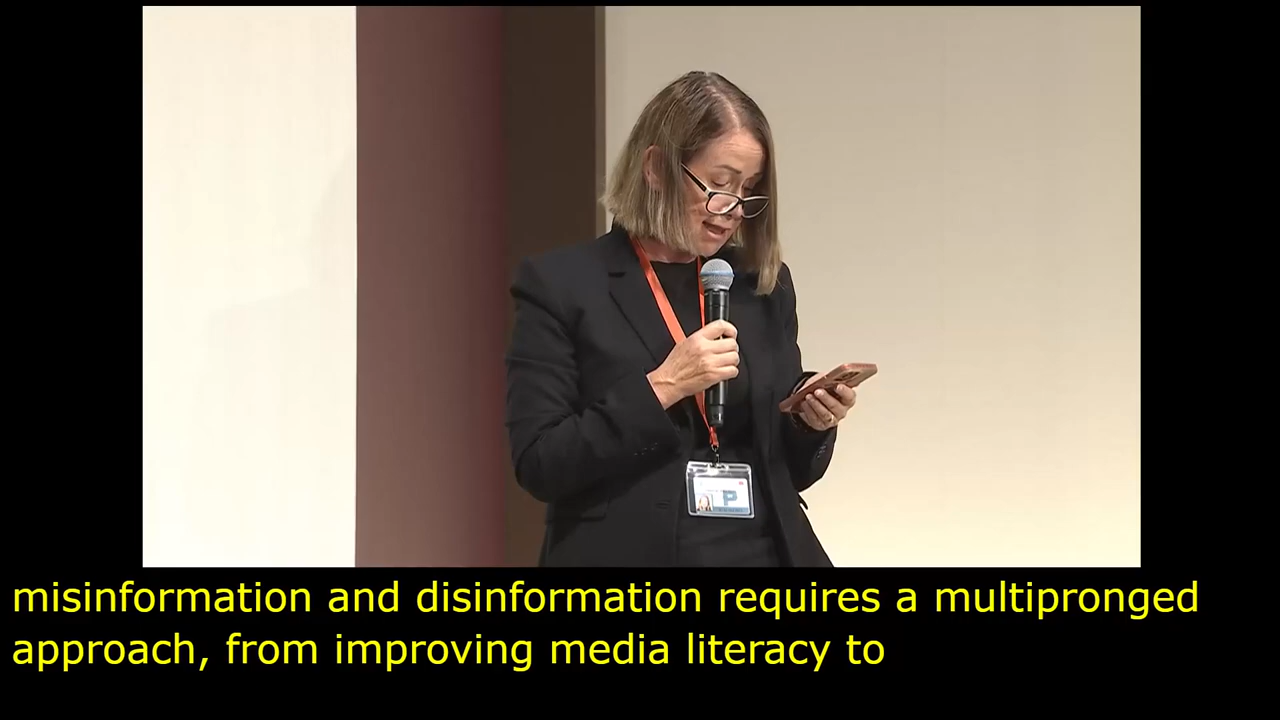 P
misinformation and disinformation requires a multipronged
approach, from improving media literacy to